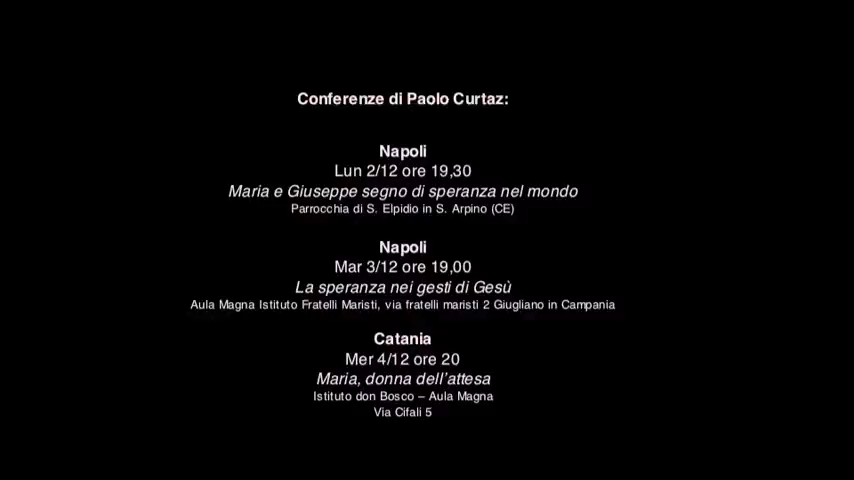 Conferenze di Paolo Curtaz:
Napoli
Lun 2/12 ore 19,30
Maria e Giuseppe segno di speranza nel mondo
Parrocchia di S. Elpidio in S. Arpino (CE)
Napoli
Mar 3/12 ore 19,00
La speranza nei gesti di Gesù
Aula Magna Istituto Fratelli Maristi, via fratelli maristi 2 Giugliano in Campania
Catania
Mer 4/12 ore 20
Maria, donna dell'attesa
Istituto don Bosco – Aula Magna
Via Cifali 5